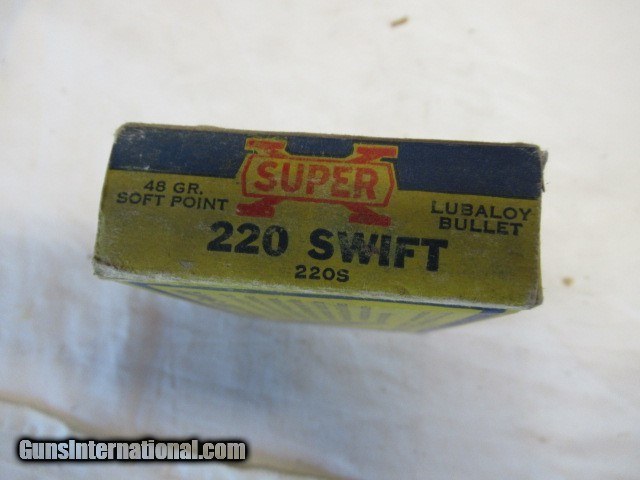 SUPER X
48 GR.
SOFT POINT
LUBALOY
BULLET
220 SWIFT
220S
GunsInternational.com